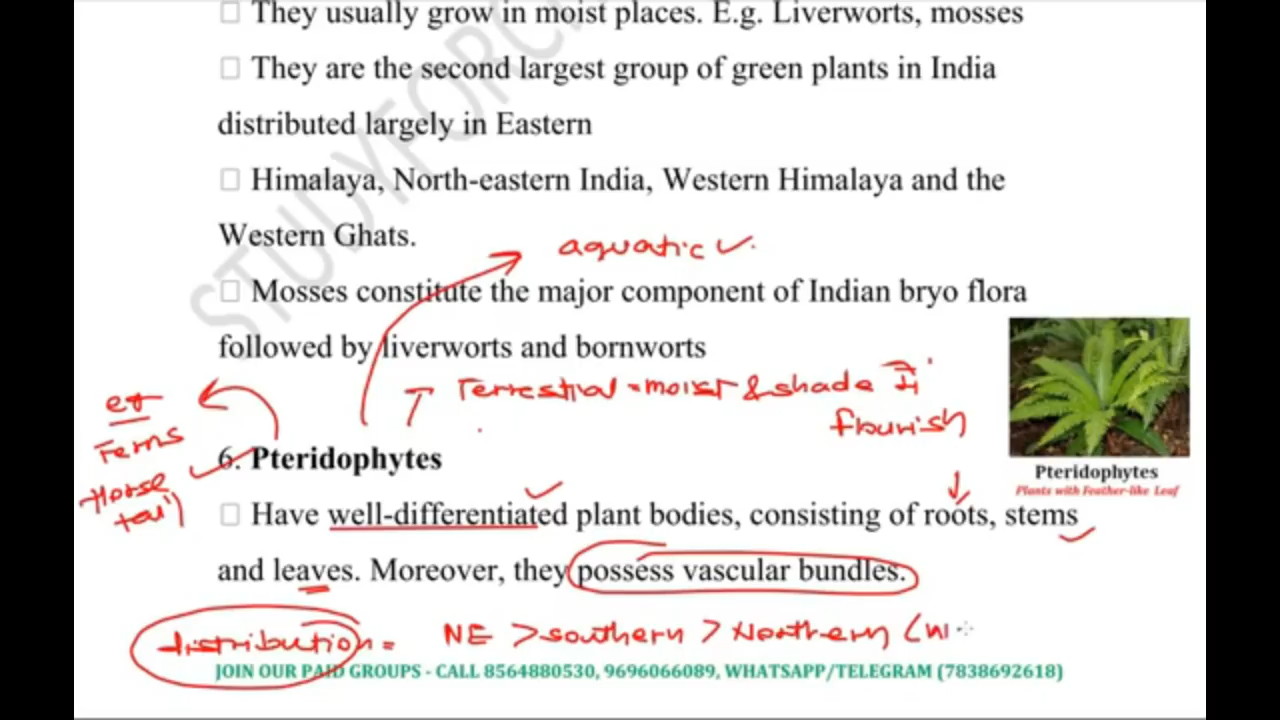 They usually grow in moist places. E.g. Liverworts, mosses
They are the second largest group of green plants in India
distributed largely in Eastern
Himalaya, North-eastern India, Western Himalaya and the
Western Ghats.
aquatic
Mosses constitute the major component of Indian bryo flora
followed by liverworts and bornworts
Terrestrial - moist & shade
flourish
eg
Ferns
Horse
tail
6. Pteridophytes
Pteridophytes
Plants with Feather-like Leaf
Have well-differentiated plant bodies, consisting of roots, stems
and leaves. Moreover, they possess vascular bundles.
distribution = NE > southern > Northern (
JOIN OUR PAID GROUPS - CALL 8564880530, 9696066089, WHATSAPP/TELEGRAM (7838692618)